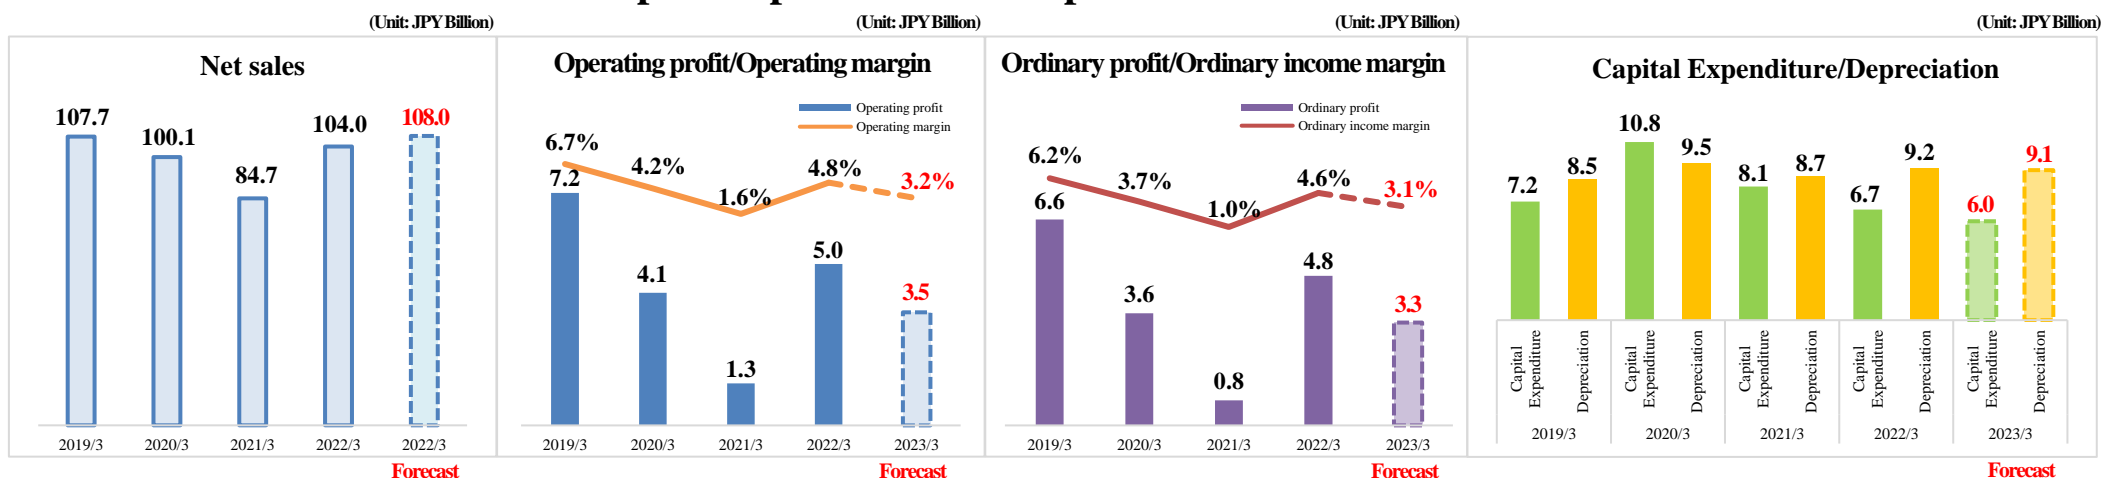 (Unit: JPY Billion)
Net sales
107.7
100.1
84.7
104.0
108.0
2019/3
2020/3
2021/3
2022/3
2022/3
Forecast
(Unit: JPY Billion)
Operating profit/Operating margin
Operating profit
Operating margin
6.7%
4.2%
1.6%
4.8%
3.2%
7.2
4.1
1.3
5.0
3.5
2019/3
2020/3
2021/3
2022/3
2023/3
Forecast
(Unit: JPY Billion)
Ordinary profit/Ordinary income margin
Ordinary profit
Ordinary income margin
6.2%
3.7%
1.0%
4.6%
3.1%
6.6
3.6
0.8
4.8
3.3
2019/3
2020/3
2021/3
2022/3
2023/3
Forecast
(Unit: JPY Billion)
Capital Expenditure/Depreciation
7.2
8.5
10.8
9.5
8.1
8.7
6.7
9.2
6.0
9.1
Capital
Expenditure
Depreciation
Capital
Expenditure
Depreciation
Capital
Expenditure
Depreciation
Capital
Expenditure
Depreciation
Capital
Expenditure
Depreciation
2019/3
2020/3
2021/3
2022/3
2023/3
Forecast